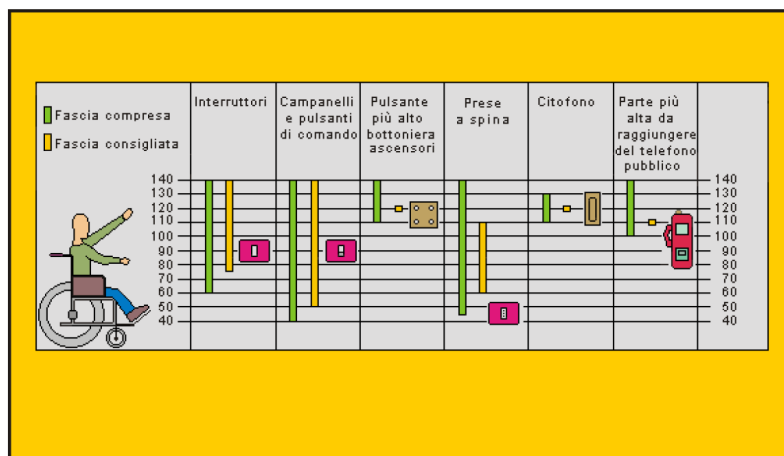 Fascia compresa
Fascia consigliata
Interruttori
Campanelli
e pulsanti
di comando
Pulsante
più alto
bottoniera
ascensori
Prese
a spina
Citofono
Parte più
alta da
raggiungere
del telefono
pubblico
140
130
120
110
100
90
80
70
60
50
40
140
130
120
110
100
90
80
70
60
50
40